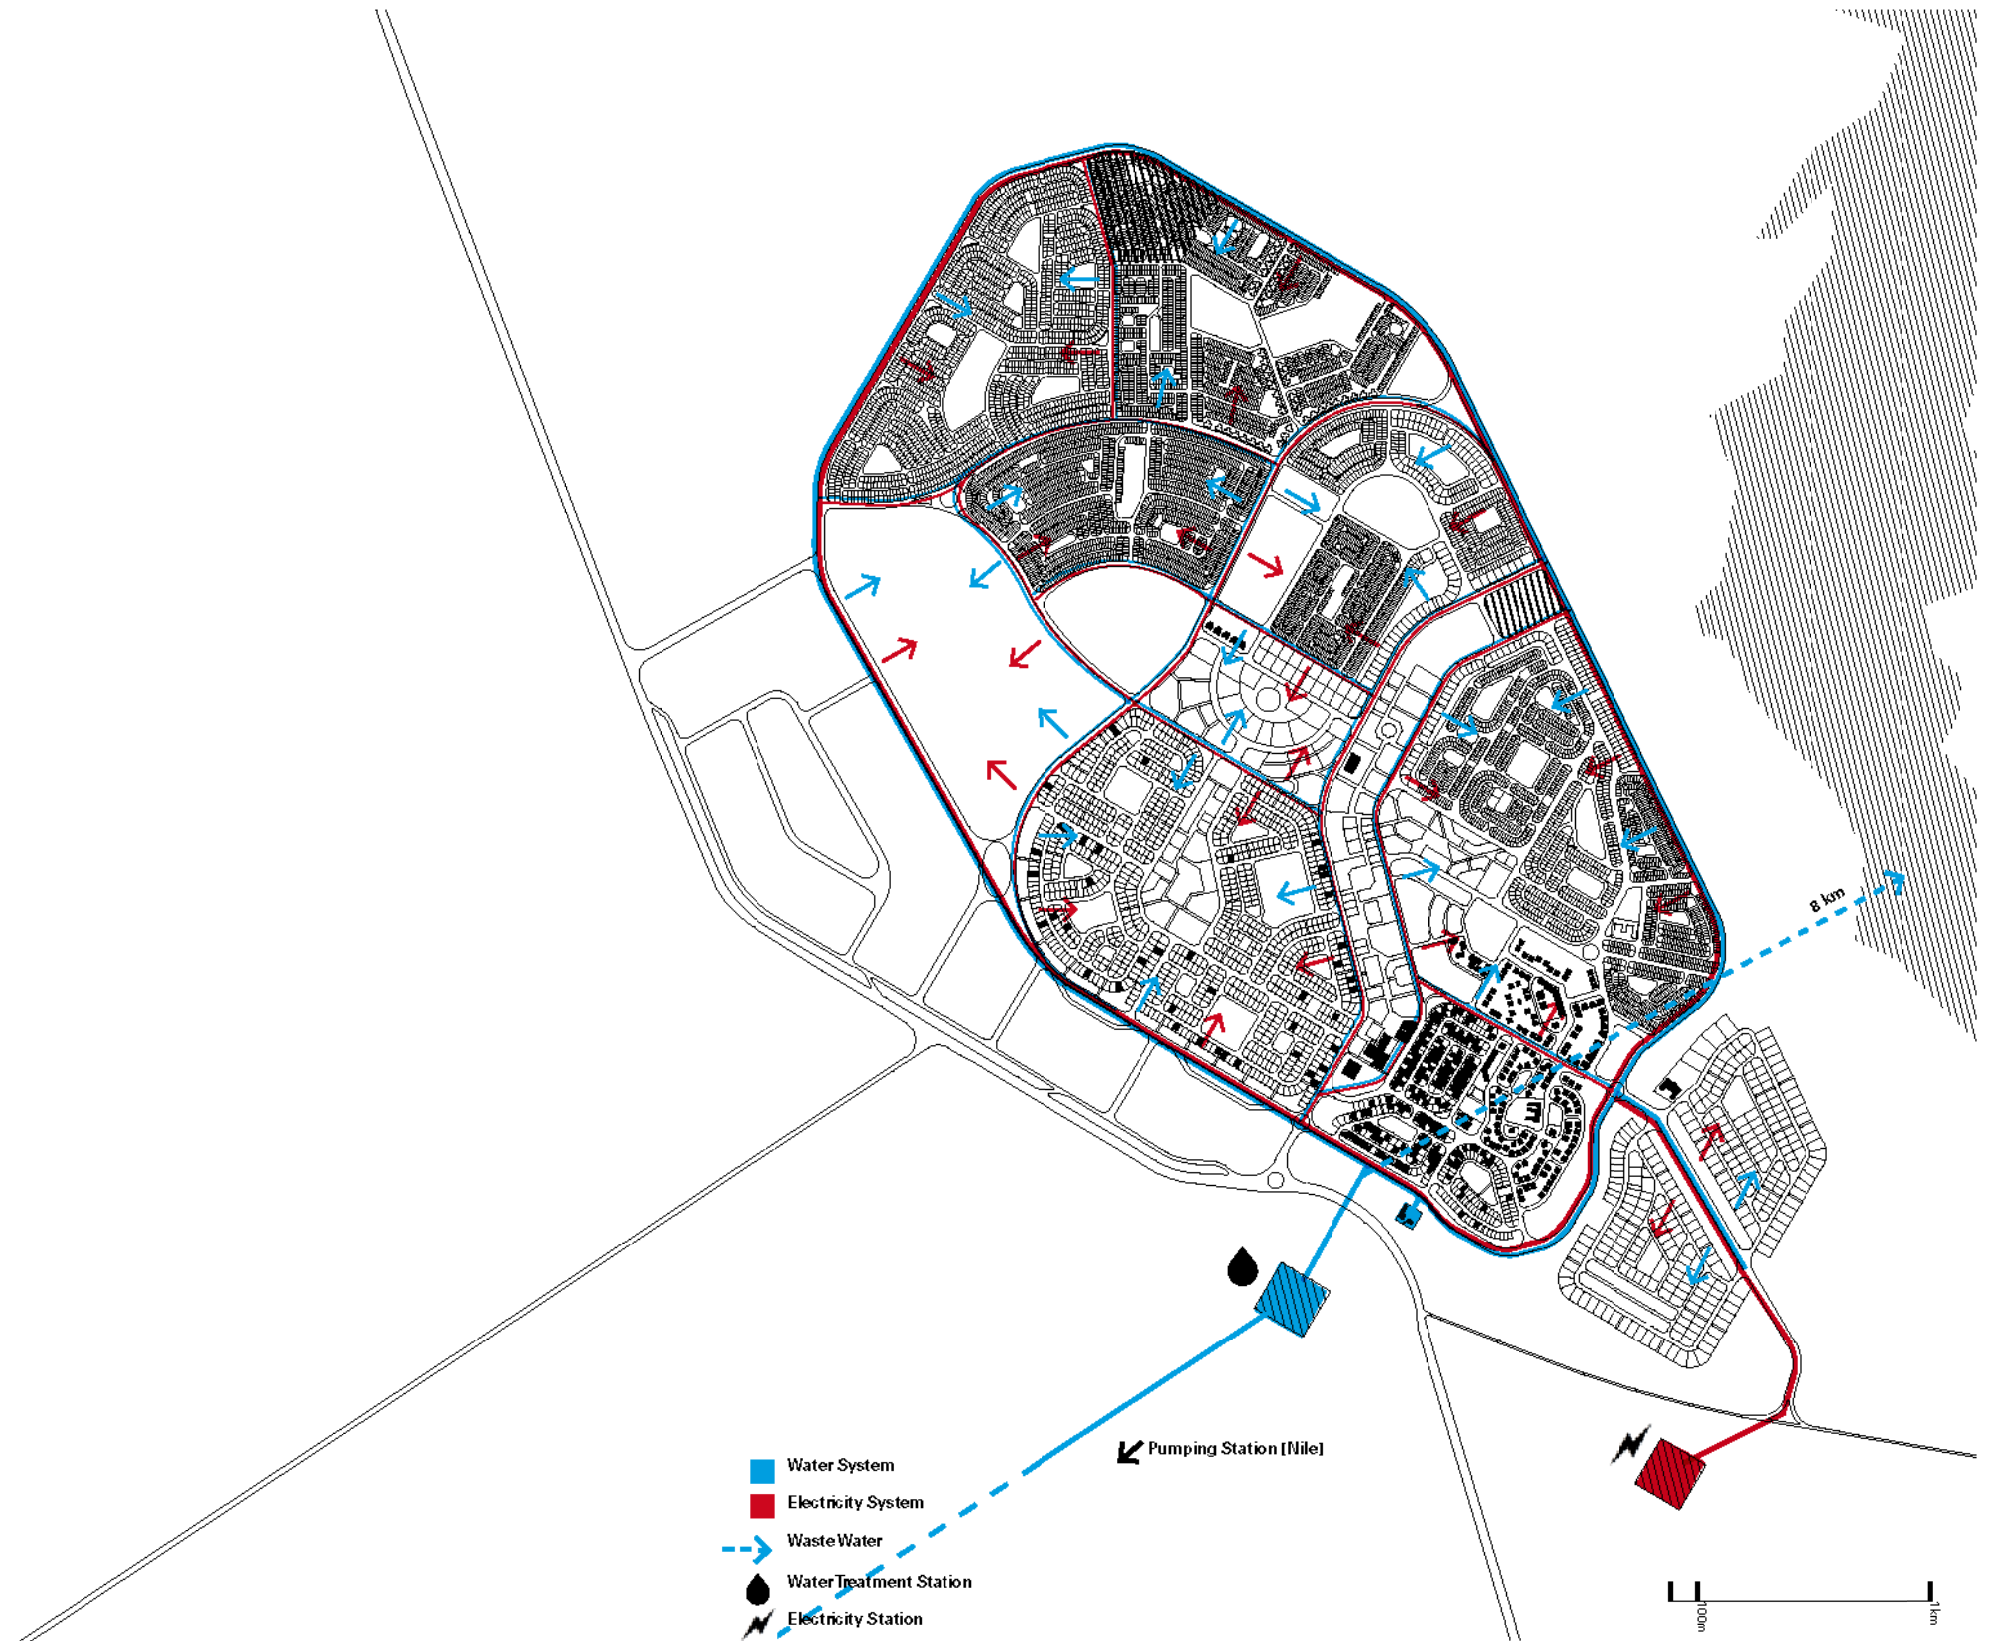 8 km
Pumping Station [Nile]
Water System
Electricity System
Waste Water
Water Treatment Station
Electricity Station
100m
1km